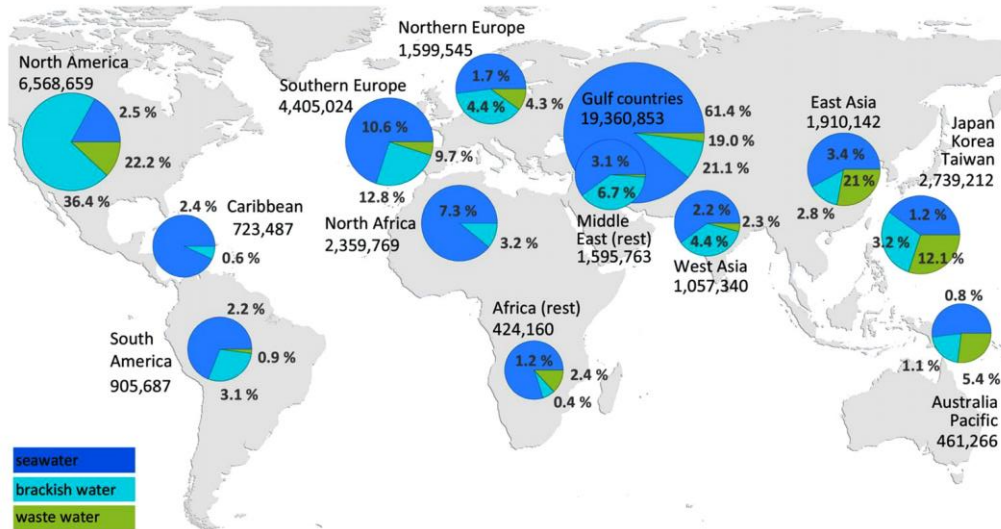 North America
6,568,659
2.5 %
22.2 %
36.4 %
Northern Europe
1,599,545
1.7 %
4.4 %
4.3 %
Southern Europe
4,405,024
10.6 %
9.7 %
12.8 %
Gulf countries
19,360,853
61.4 %
19.0 %
21.1 %
3.1 %
6.7 %
Middle
East (rest)
1,595,763
East Asia
1,910,142
3.4 %
21 %
2.8 %
Japan
Korea
Taiwan
2,739,212
1.2 %
3.2 %
12.1 %
2.4 %
Caribbean
723,487
0.6 %
North Africa
2,359,769
7.3 %
3.2 %
2.2 %
2.3 %
4.4 %
West Asia
1,057,340
South
America
905,687
2.2 %
0.9 %
3.1 %
Africa (rest)
424,160
1.2 %
2.4 %
0.4 %
0.8 %
1.1 %
5.4 %
Australia
Pacific
461,266
seawater
brackish water
waste water